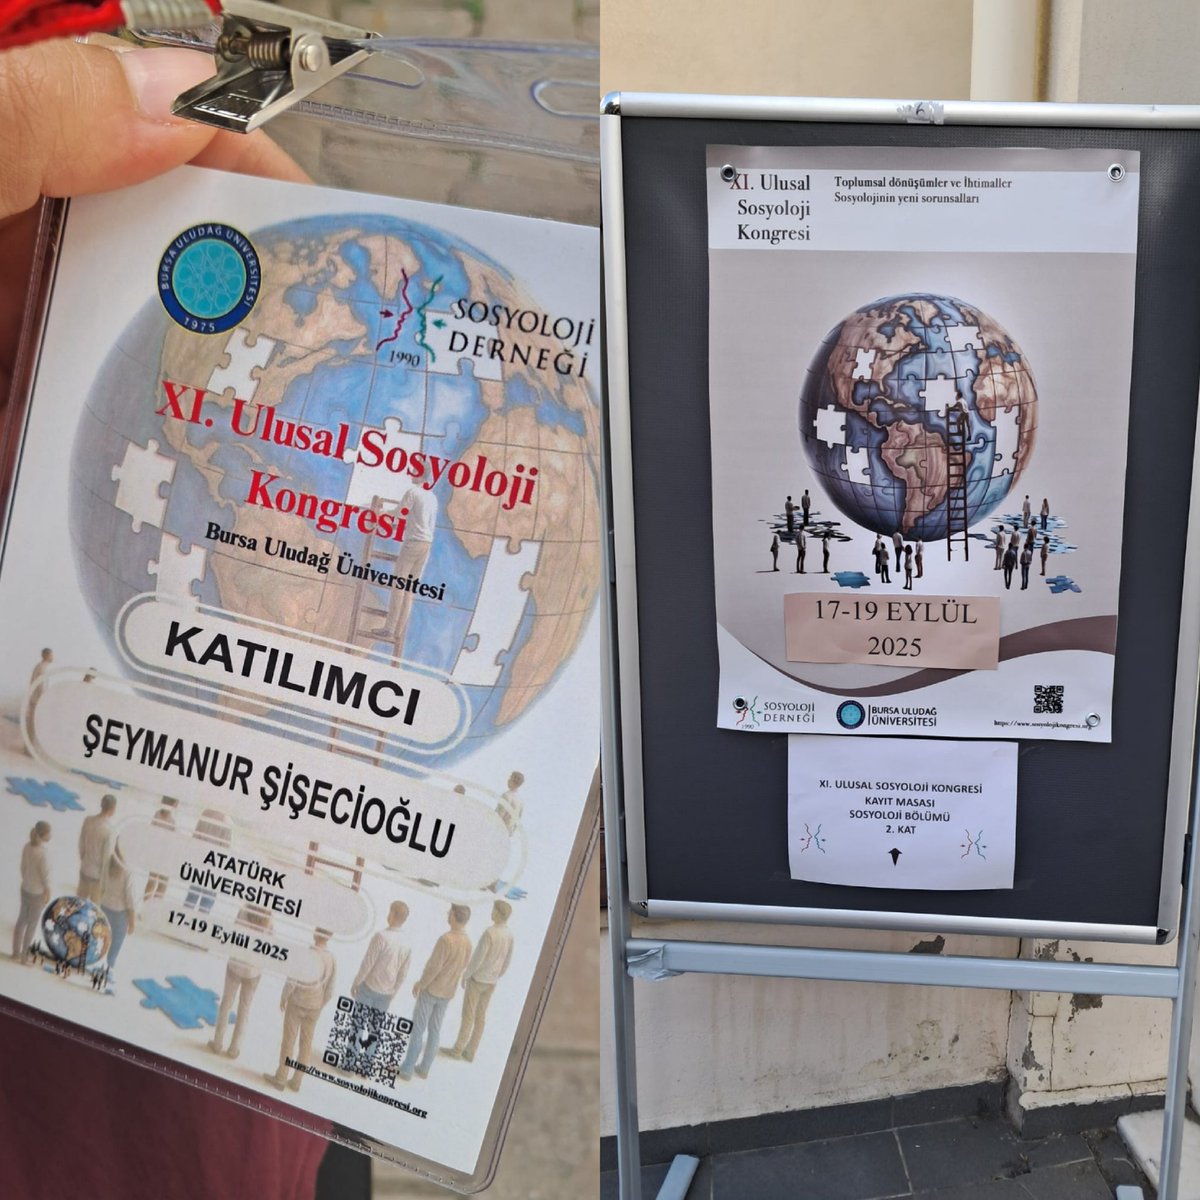 BURSA ULUDAĞ ÜNİVERSİTESİ
1975
SOSYOLOJİ
DERNEĞİ
1990
XI. Ulusal Sosyoloji
Kongresi
Bursa Uludağ Üniversitesi
KATILIMCI
ŞEYMANUR ŞİŞECİOĞLU
ATATÜRK
ÜNİVERSİTESİ
17-19 Eylül 2025
https://www.sosyolojikongresi.org
XI. Ulusal
Sosyoloji
Kongresi
Toplumsal dönüşümler ve İhtimaller
Sosyolojinin yeni sorunsalları
17-19 EYLÜL
2025
SOSYOLOJİ
DERNEĞİ
1990
BURSA ULUDAĞ
ÜNİVERSİTESİ
https://www.sosyolojikongresi.org
XI. ULUSAL SOSYOLOJİ KONGRESİ
KAYIT MASASI
SOSYOLOJİ BÖLÜMÜ
2. KAT